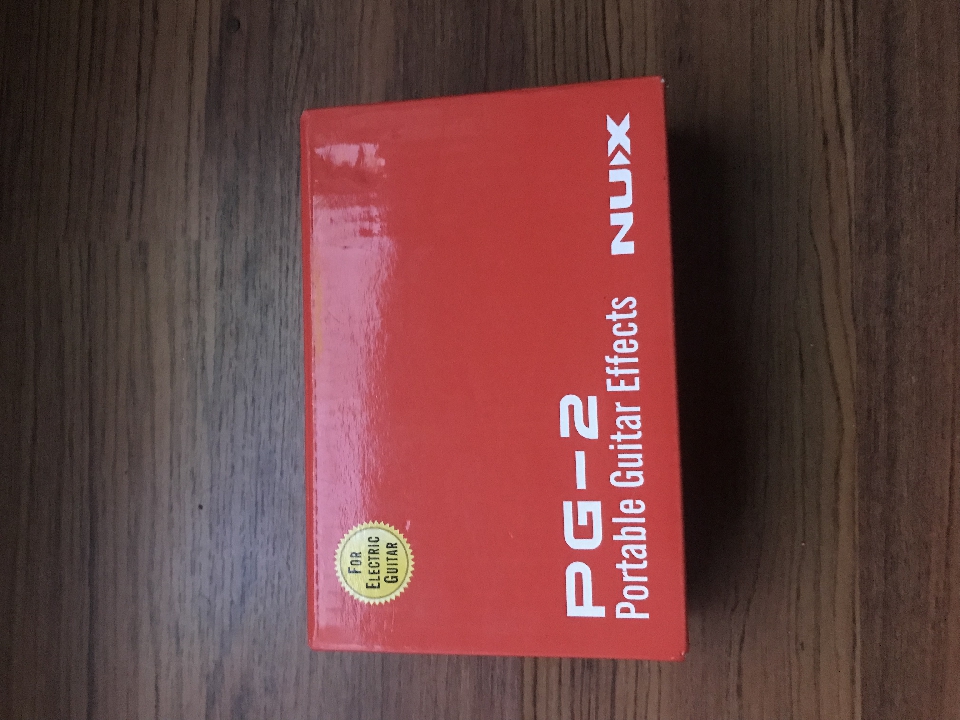 FOR
ELECTRIC
GUITAR
PG-2
Portable Guitar Effects NUX